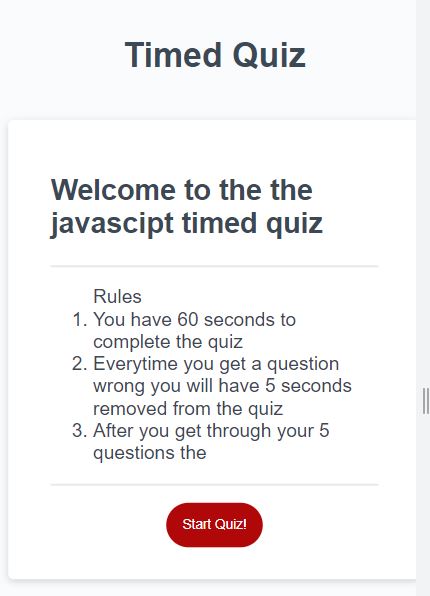 Timed Quiz
Welcome to the the
javascipt timed quiz
Rules
1. You have 60 seconds to
complete the quiz
2. Everytime you get a question
wrong you will have 5 seconds
removed from the quiz
3. After you get through your 5
questions the
Start Quiz!